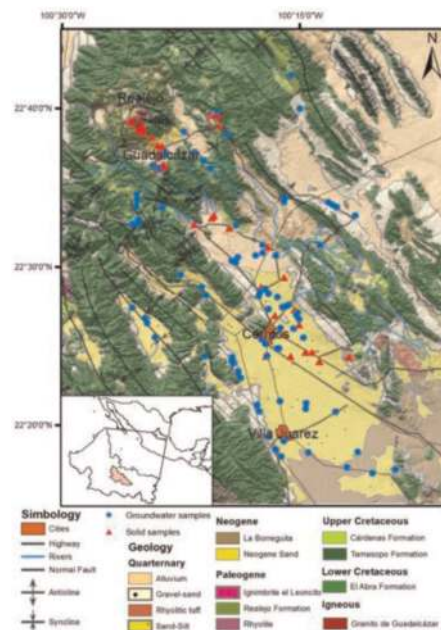 100°30'0"W
100°15'0"W
N
22°40'0"N
Realejo
Guadalcázar
22°30'0"N
Cerritos
22°20'0"N
Villa Juárez
Simbology
Cities
Highway
Rivers
Normal Fault
Anticline
Syncline
Groundwater samples
Solid samples
Geology
Quaternary
Alluvium
Gravel-sand
Rhyolitic tuff
Sand-Silt
Neogene
La Borreguita
Neogene Sand
Paleogene
Ignimbrite el Leoncito
Rhyolite
Upper Cretaceous
Cárdenas Formation
Tamasopo Formation
Lower Cretaceous
El Abra Formation
Igneous
Granito de Guadalcázar